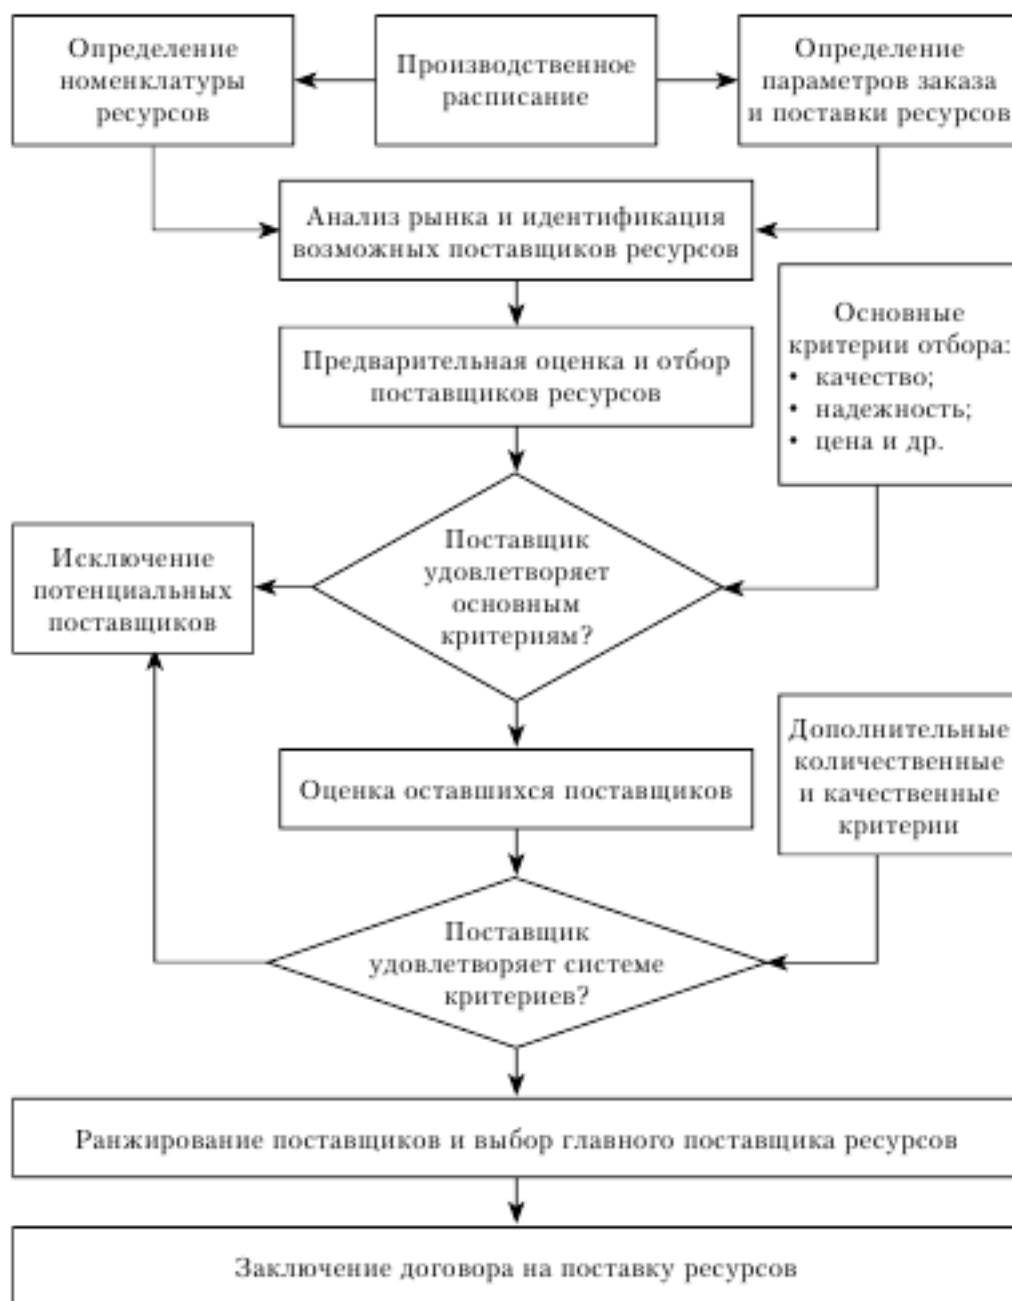 Определение
номенклатуры
ресурсов
Производственное
расписание
Определение
параметров заказа
и поставки ресурсов
Анализ рынка и идентификация
возможных поставщиков ресурсов
Предварительная оценка и отбор
поставщиков ресурсов
Основные
критерии отбора:
• качество;
• надежность;
• цена и др.
Поставщик
удовлетворяет
основным
критериям?
Исключение
потенциальных
поставщиков
Оценка оставшихся поставщиков
Дополнительные
количественные
и качественные
критерии
Поставщик
удовлетворяет системе
критериев?
Ранжирование поставщиков и выбор главного поставщика ресурсов
Заключение договора на поставку ресурсов